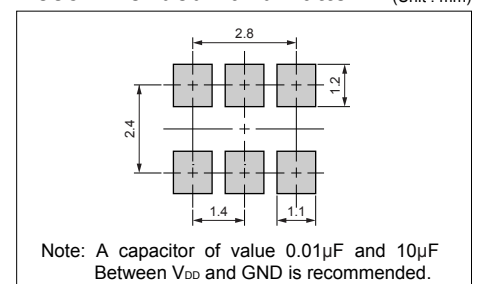 (Unit : mm)
2.8
1.2
2.4
1.4
1.1
Note: A capacitor of value 0.01µF and 10µF
Between VDD and GND is recommended.